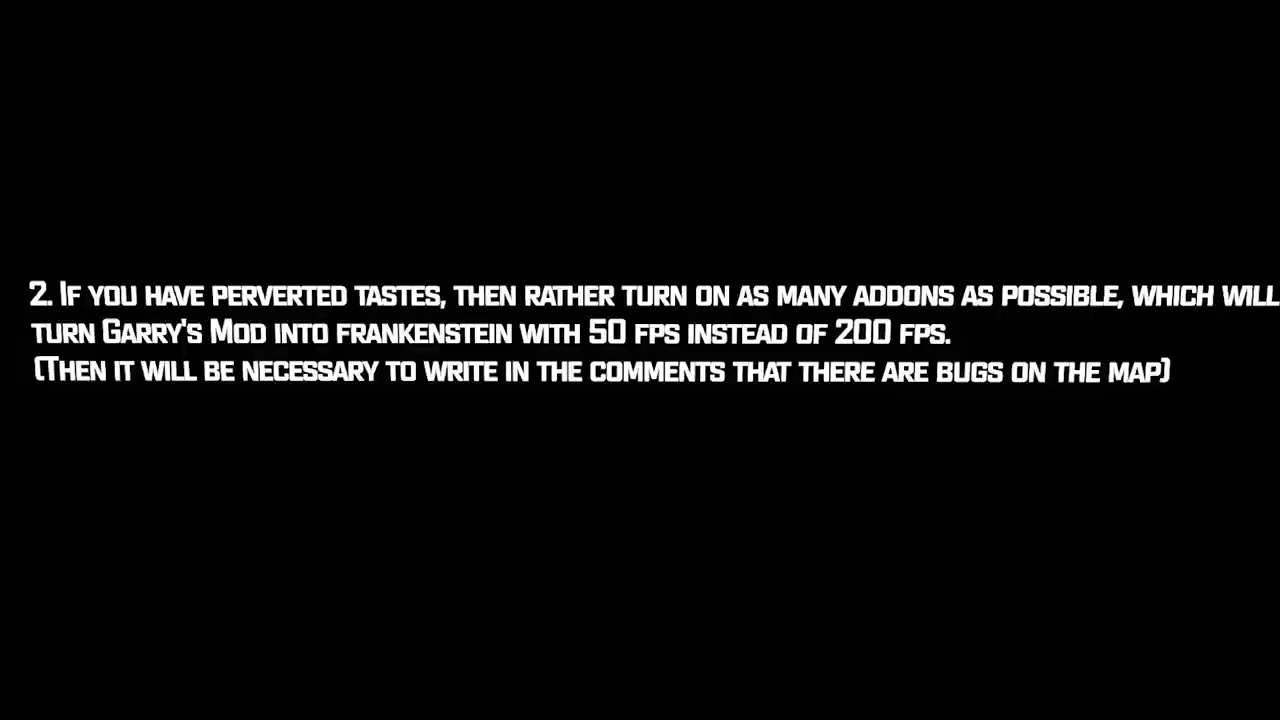 2. If you have perverted tastes, then rather turn on as many addons as possible, which will
turn Garry's Mod into frankenstein with 50 fps instead of 200 fps.
(Then it will be necessary to write in the comments that there are bugs on the map)